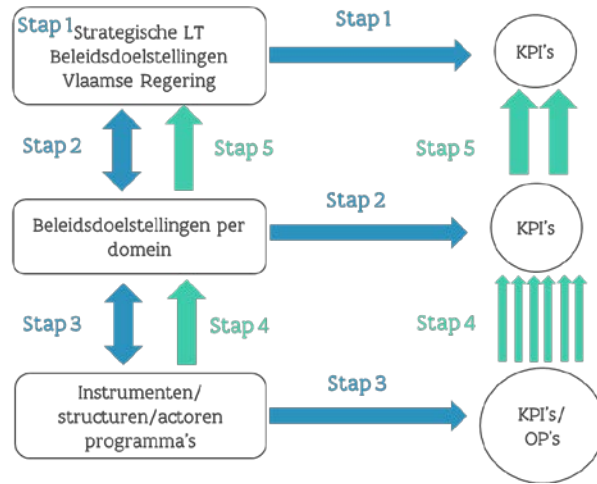 Stap 1
Strategische LT
Beleidsdoelstellingen
Vlaamse Regering
Stap 1
KPI's
Stap 2
Stap 5
Stap 5
Beleidsdoelstellingen per
domein
Stap 2
KPI's
Stap 3
Stap 4
Stap 4
Instrumenten/
structuren/actoren
programma's
Stap 3
KPI's/
OP's